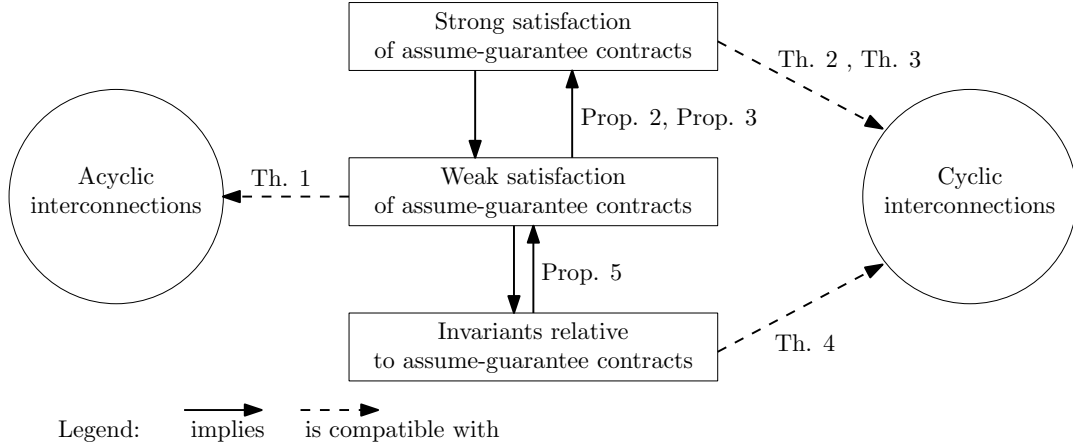 Strong satisfaction
of assume-guarantee contracts
Th. 2 , Th. 3
Prop. 2, Prop. 3
Acyclic
interconnections
Th. 1
Weak satisfaction
of assume-guarantee contracts
Cyclic
interconnections
Prop. 5
Invariants relative
to assume-guarantee contracts
Th. 4
Legend: implies is compatible with